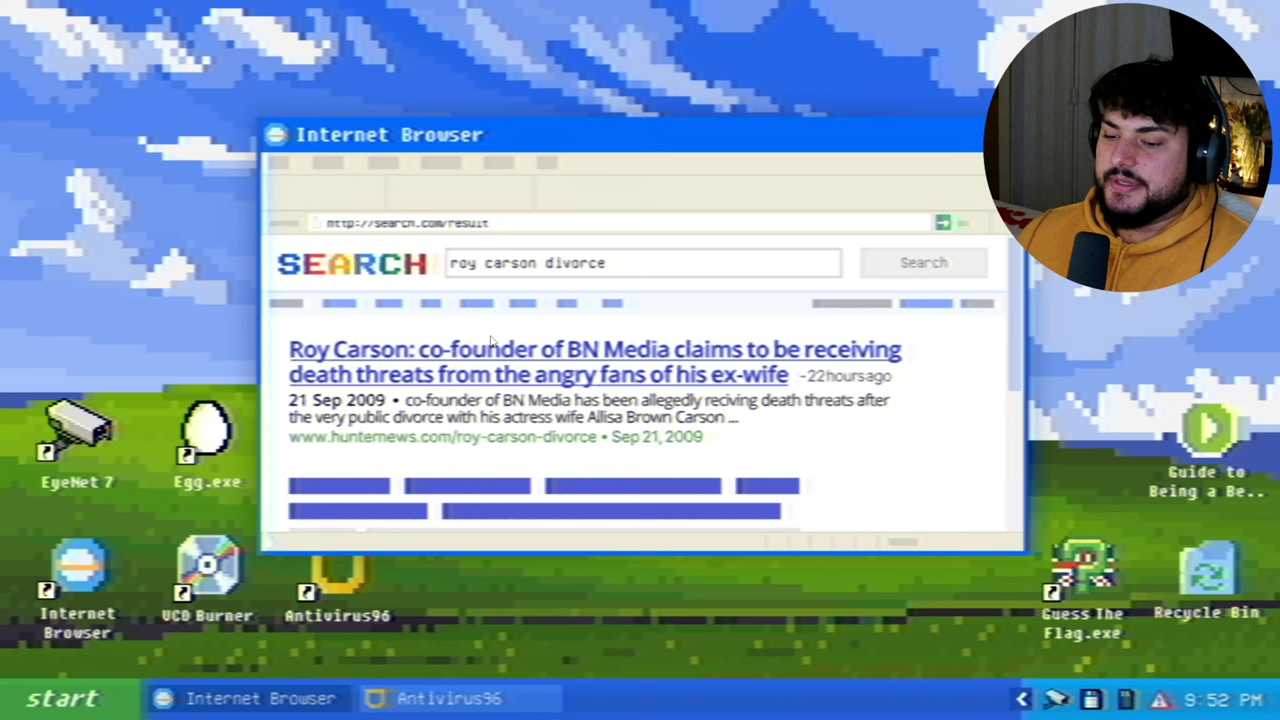 Internet Browser
http://search.com/result
SEARCH
roy carson divorce
Search
Roy Carson: co-founder of BN Media claims to be receiving
death threats from the angry fans of his ex-wife - 22hours ago
21 Sep 2009 • co-founder of BN Media has been allegedly reciving death threats after
the very public divorce with his actress wife Allisa Brown Carson ...
www.hunternews.com/roy-carson-divorce • Sep 21, 2009
EyeNet 7
Egg.exe
Guide to
Being a Be..
Internet
Browser
VCD Burner
Antivirus96
Guess The
Flag.exe
Recycle Bin
start
Internet Browser
Antivirus96
9:52 PM